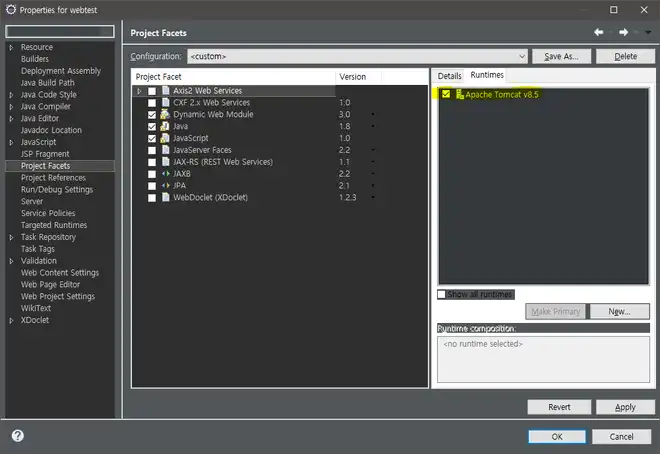 Properties for webtest
Resource
Builders
Deployment Assembly
Java Build Path
Java Code Style
Java Compiler
Java Editor
Javadoc Location
JavaScript
JSP Fragment
Project Facets
Project References
Run/Debug Settings
Server
Service Policies
Targeted Runtimes
Task Repository
Task Tags
Validation
Web Content Settings
Web Page Editor
Web Project Settings
WikiText
XDoclet
Project Facets
Configuration: <custom>
Save As...
Delete
Project Facet Version
Axis2 Web Services
CXF 2.x Web Services 1.0
Dynamic Web Module 3.0
Java 1.8
JavaScript 1.0
JavaServer Faces 2.2
JAX-RS (REST Web Services) 1.1
JAXB 2.2
JPA 2.1
WebDoclet (XDoclet) 1.2.3
Details Runtimes
Apache Tomcat v8.5
Show all runtimes
Make Primary New...
Runtime composition:
<no runtime selected>
Revert Apply
OK Cancel